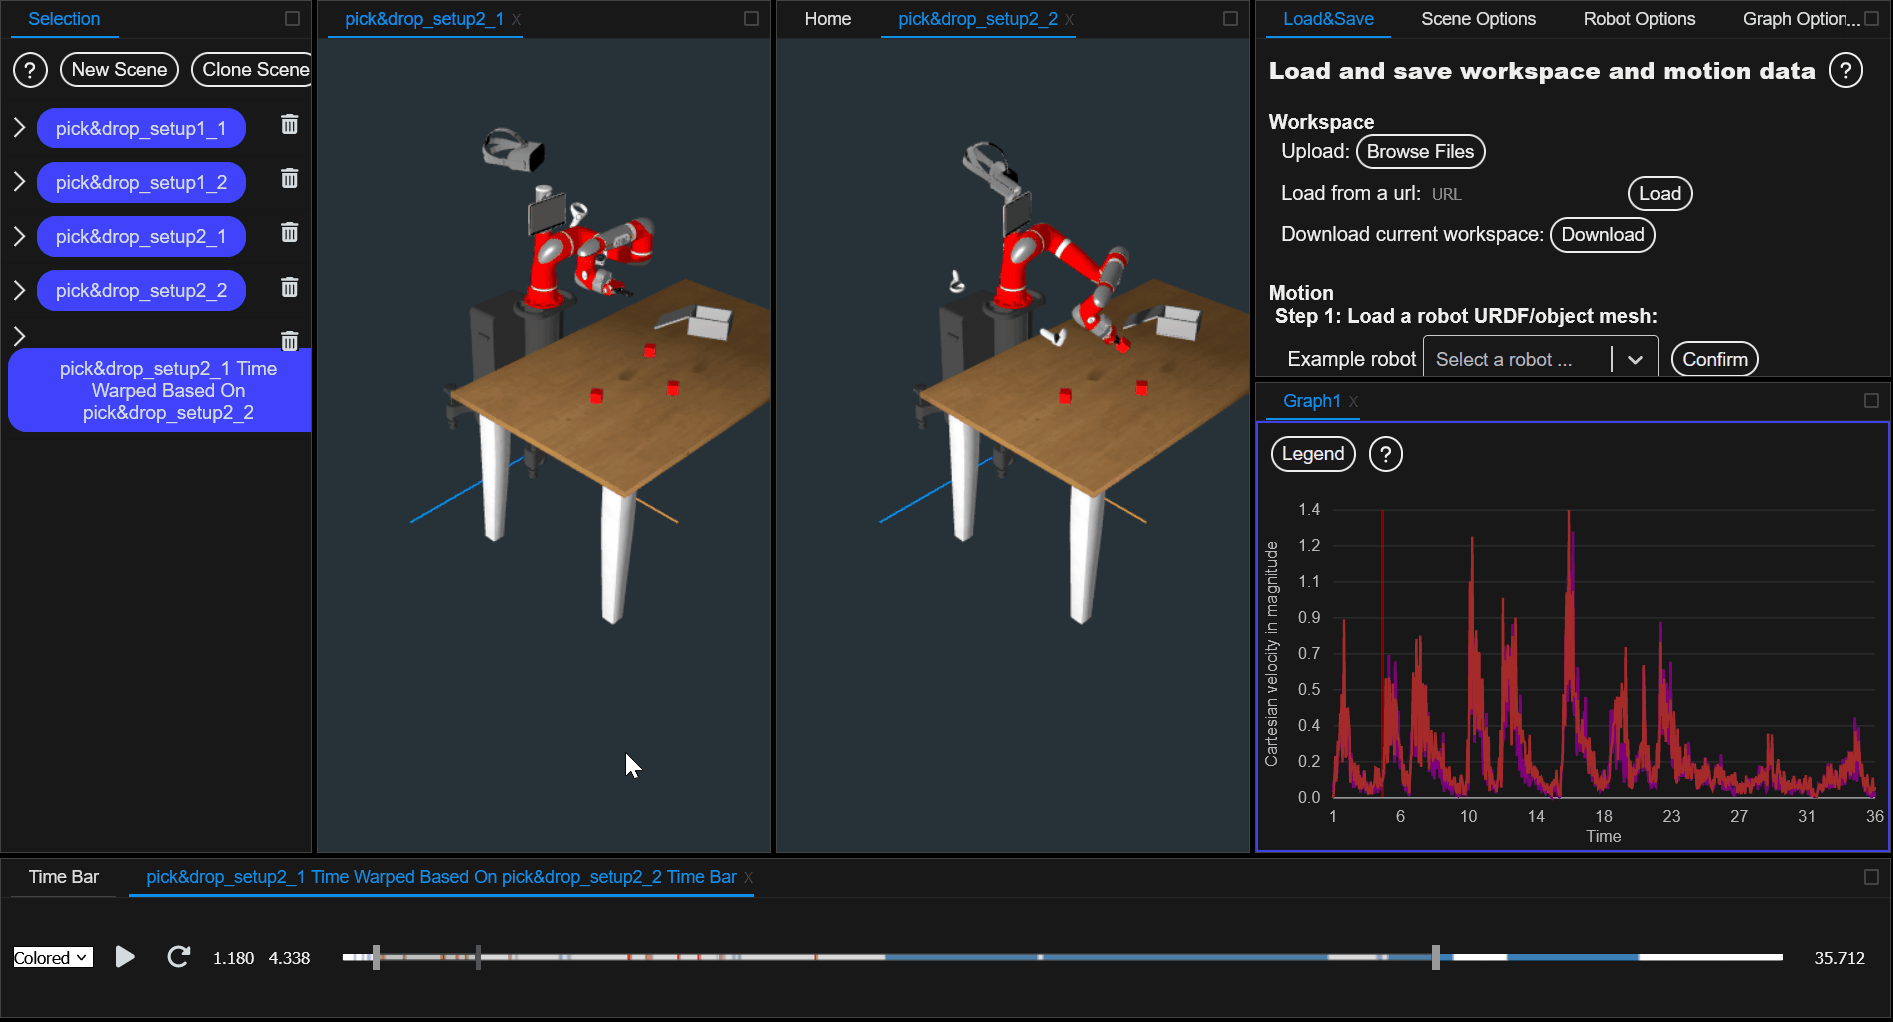 Selection
? New Scene Clone Scene
pick&drop_setup1_1
pick&drop_setup1_2
pick&drop_setup2_1
pick&drop_setup2_2
pick&drop_setup2_1 Time
Warped Based On
pick&drop_setup2_2
pick&drop_setup2_1 X
Home pick&drop_setup2_2 X
Load&Save Scene Options Robot Options Graph Option...
Load and save workspace and motion data ?
Workspace
Upload: Browse Files
Load from a url: URL Load
Download current workspace: Download
Motion
Step 1: Load a robot URDF/object mesh:
Example robot Select a robot ... Confirm
Graph1 X
Legend ?
Cartesian velocity in magnitude
1.4
1.2
1.1
0.9
0.7
0.5
0.4
0.2
0.0
1 6 10 14 18 23 27 31 36
Time
Time Bar pick&drop_setup2_1 Time Warped Based On pick&drop_setup2_2 Time Bar X
Colored 1.180 4.338 35.712